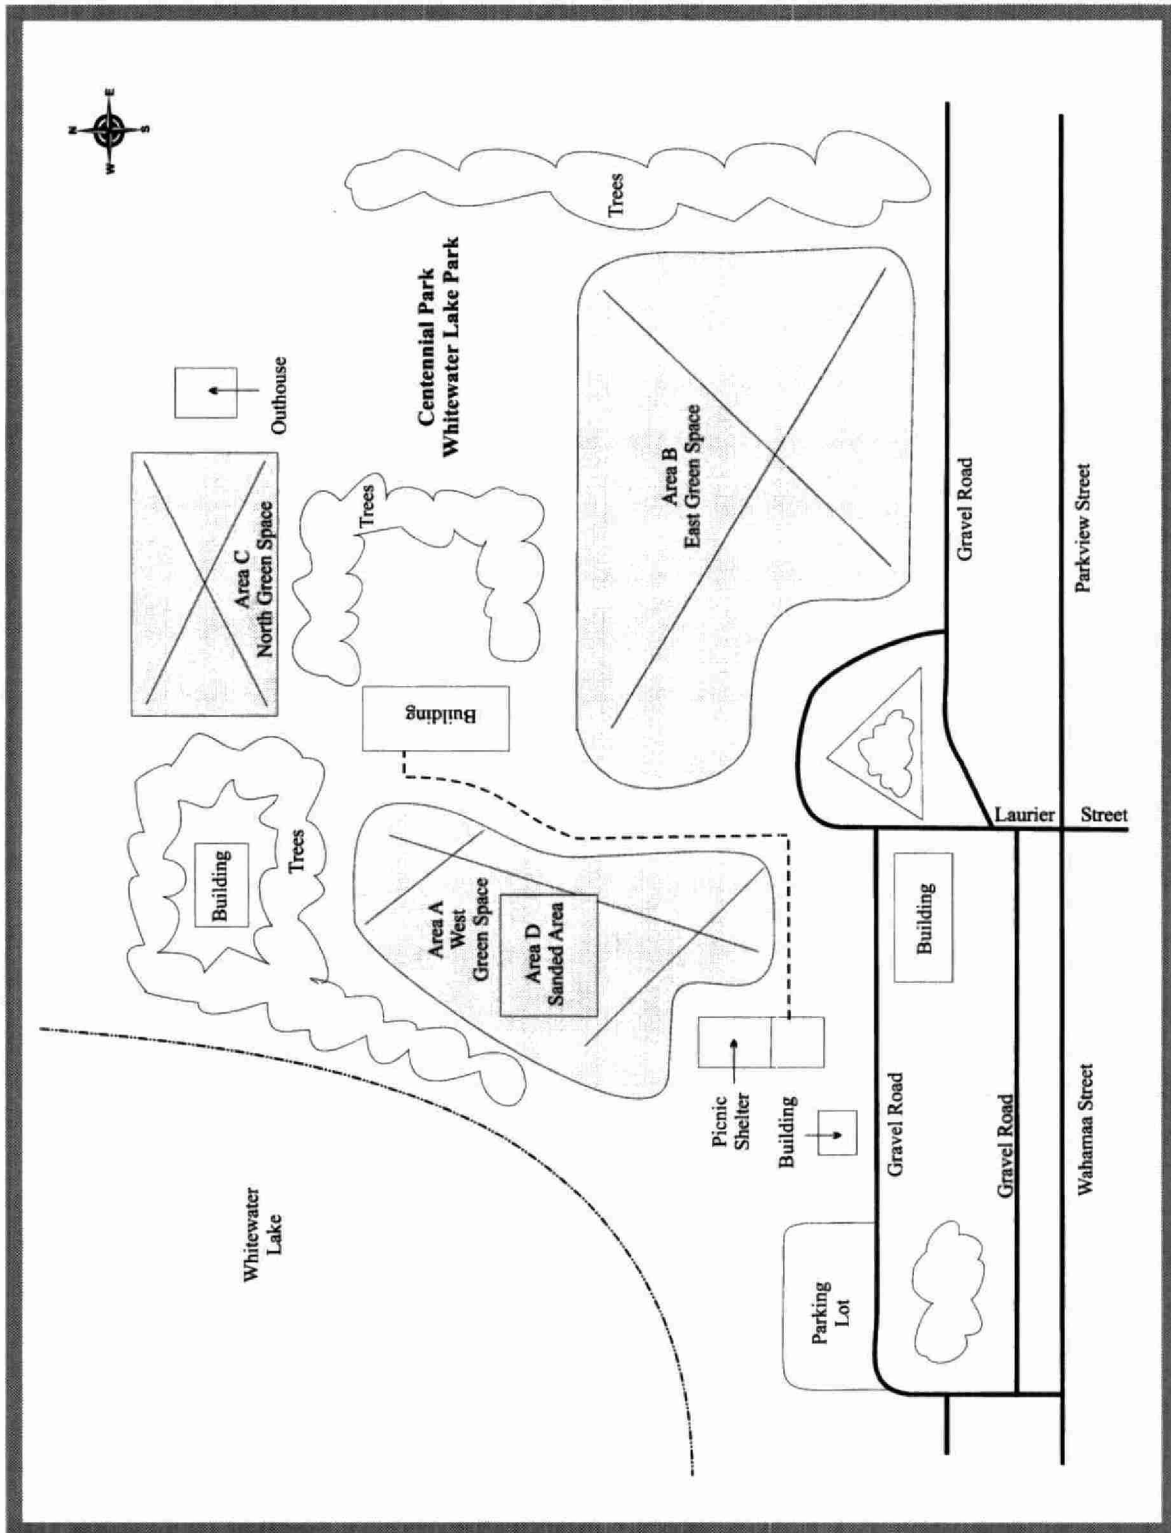 N
E
S
W
Outhouse
Area C
North Green Space
Trees
Centennial Park
Whitewater Lake Park
Trees
Building
Trees
Building
Area A
West
Green Space
Area D
Sanded Area
Area B
East Green Space
Whitewater
Lake
Picnic
Shelter
Building
Parking
Lot
Building
Gravel Road
Gravel Road
Gravel Road
Laurier Street
Wahamaa Street
Parkview Street